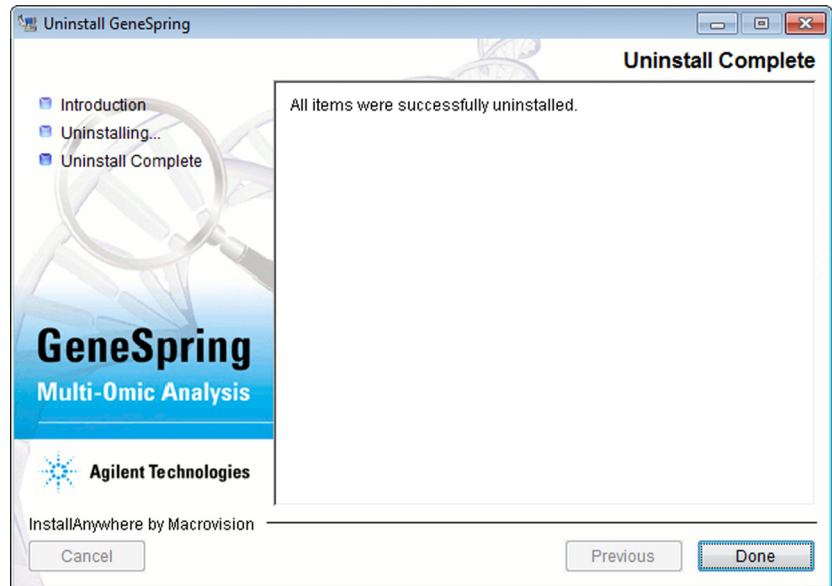 Uninstall GeneSpring
Uninstall Complete
Introduction
Uninstalling...
Uninstall Complete
All items were successfully uninstalled.
GeneSpring
Multi-Omic Analysis
Agilent Technologies
InstallAnywhere by Macrovision
Cancel
Previous
Done